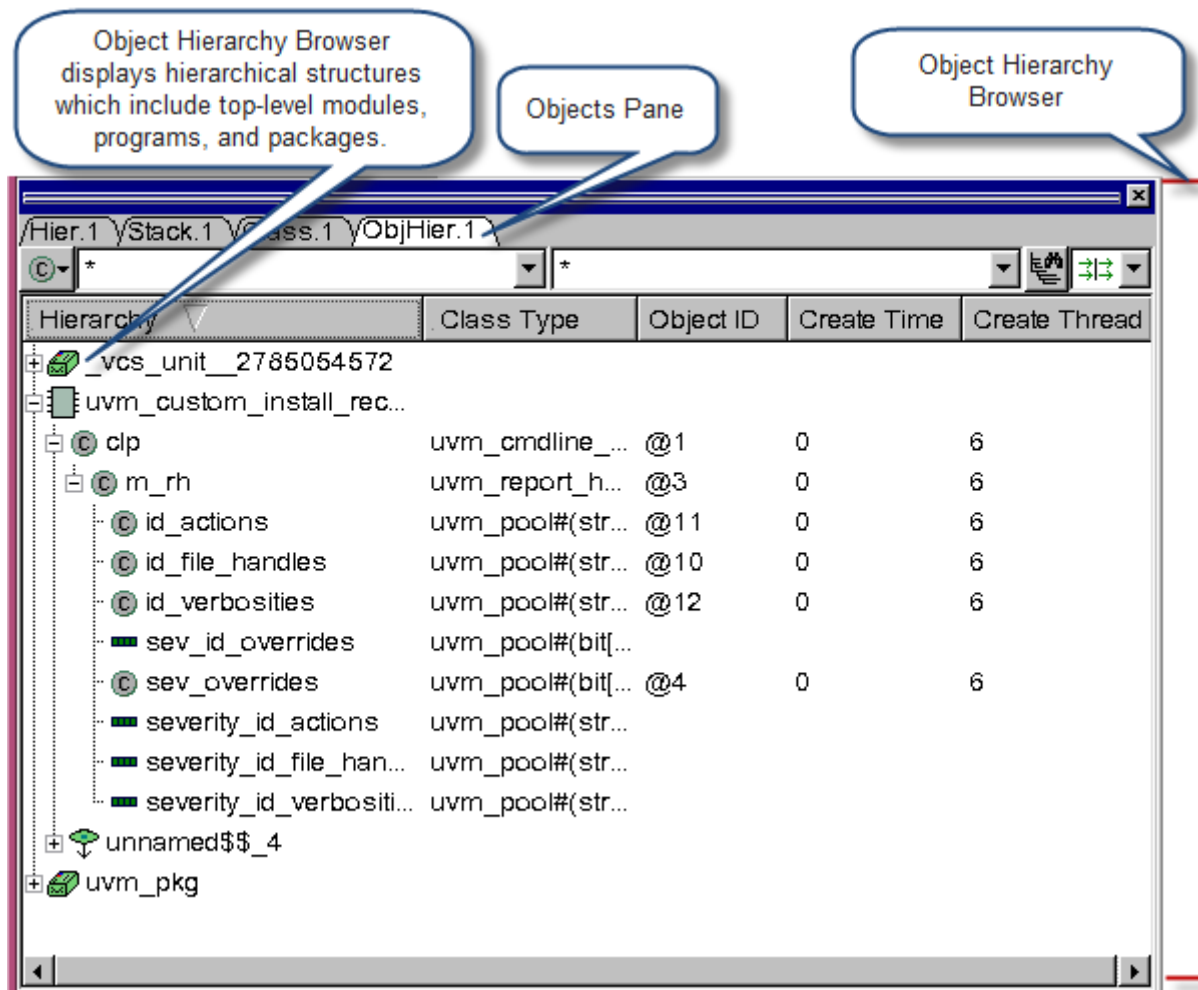 Object Hierarchy Browser
displays hierarchical structures
which include top-level modules,
programs, and packages.
Objects Pane
Object Hierarchy
Browser
Hier.1 Stack.1 Class.1 ObjHier.1
* *
Hierarchy Class Type Object ID Create Time Create Thread
_vcs_unit__2785054572
uvm_custom_install_rec...
C clp uvm_cmdline_... @1 0 6
C m_rh uvm_report_h... @3 0 6
C id_actions uvm_pool#(str... @11 0 6
C id_file_handles uvm_pool#(str... @10 0 6
C id_verbosities uvm_pool#(str... @12 0 6
sev_id_overrides uvm_pool#(bit[...
C sev_overrides uvm_pool#(bit[... @4 0 6
severity_id_actions uvm_pool#(str...
severity_id_file_han... uvm_pool#(str...
severity_id_verbositi... uvm_pool#(str...
unnamed$$_4
uvm_pkg